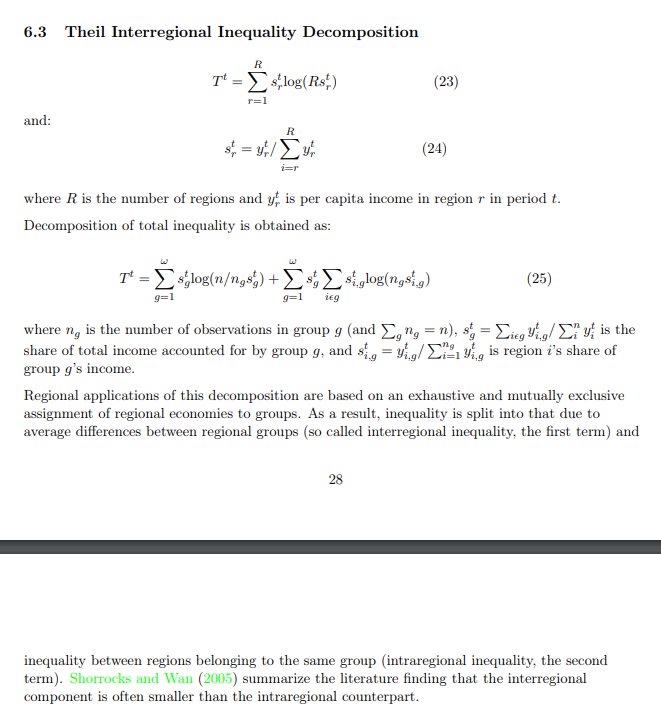 6.3 Theil Interregional Inequality Decomposition
T^t = \sum_{r=1}^{R} s_r^t log(Rs_r^t) (23)
and:
s_r^t = y_r^t / \sum_{i=r}^{R} y_r^t (24)
where R is the number of regions and y_r^t is per capita income in region r in period t.
Decomposition of total inequality is obtained as:
T^t = \sum_{g=1}^{ω} s_g^t log(n/n_g s_g^t) + \sum_{g=1}^{ω} s_g^t \sum_{iϵg} s_{i,g}^t log(n_g s_{i,g}^t) (25)
where n_g is the number of observations in group g (and \sum_g n_g = n), s_g^t = \sum_{iϵg} y_{i,g}^t / \sum_i^n y_i^t is the
share of total income accounted for by group g, and s_{i,g}^t = y_{i,g}^t / \sum_{i=1}^{n_g} y_{i,g}^t is region i's share of
group g's income.
Regional applications of this decomposition are based on an exhaustive and mutually exclusive
assignment of regional economies to groups. As a result, inequality is split into that due to
average differences between regional groups (so called interregional inequality, the first term) and
28
inequality between regions belonging to the same group (intraregional inequality, the second
term). Shorrocks and Wan (2005) summarize the literature finding that the interregional
component is often smaller than the intraregional counterpart.